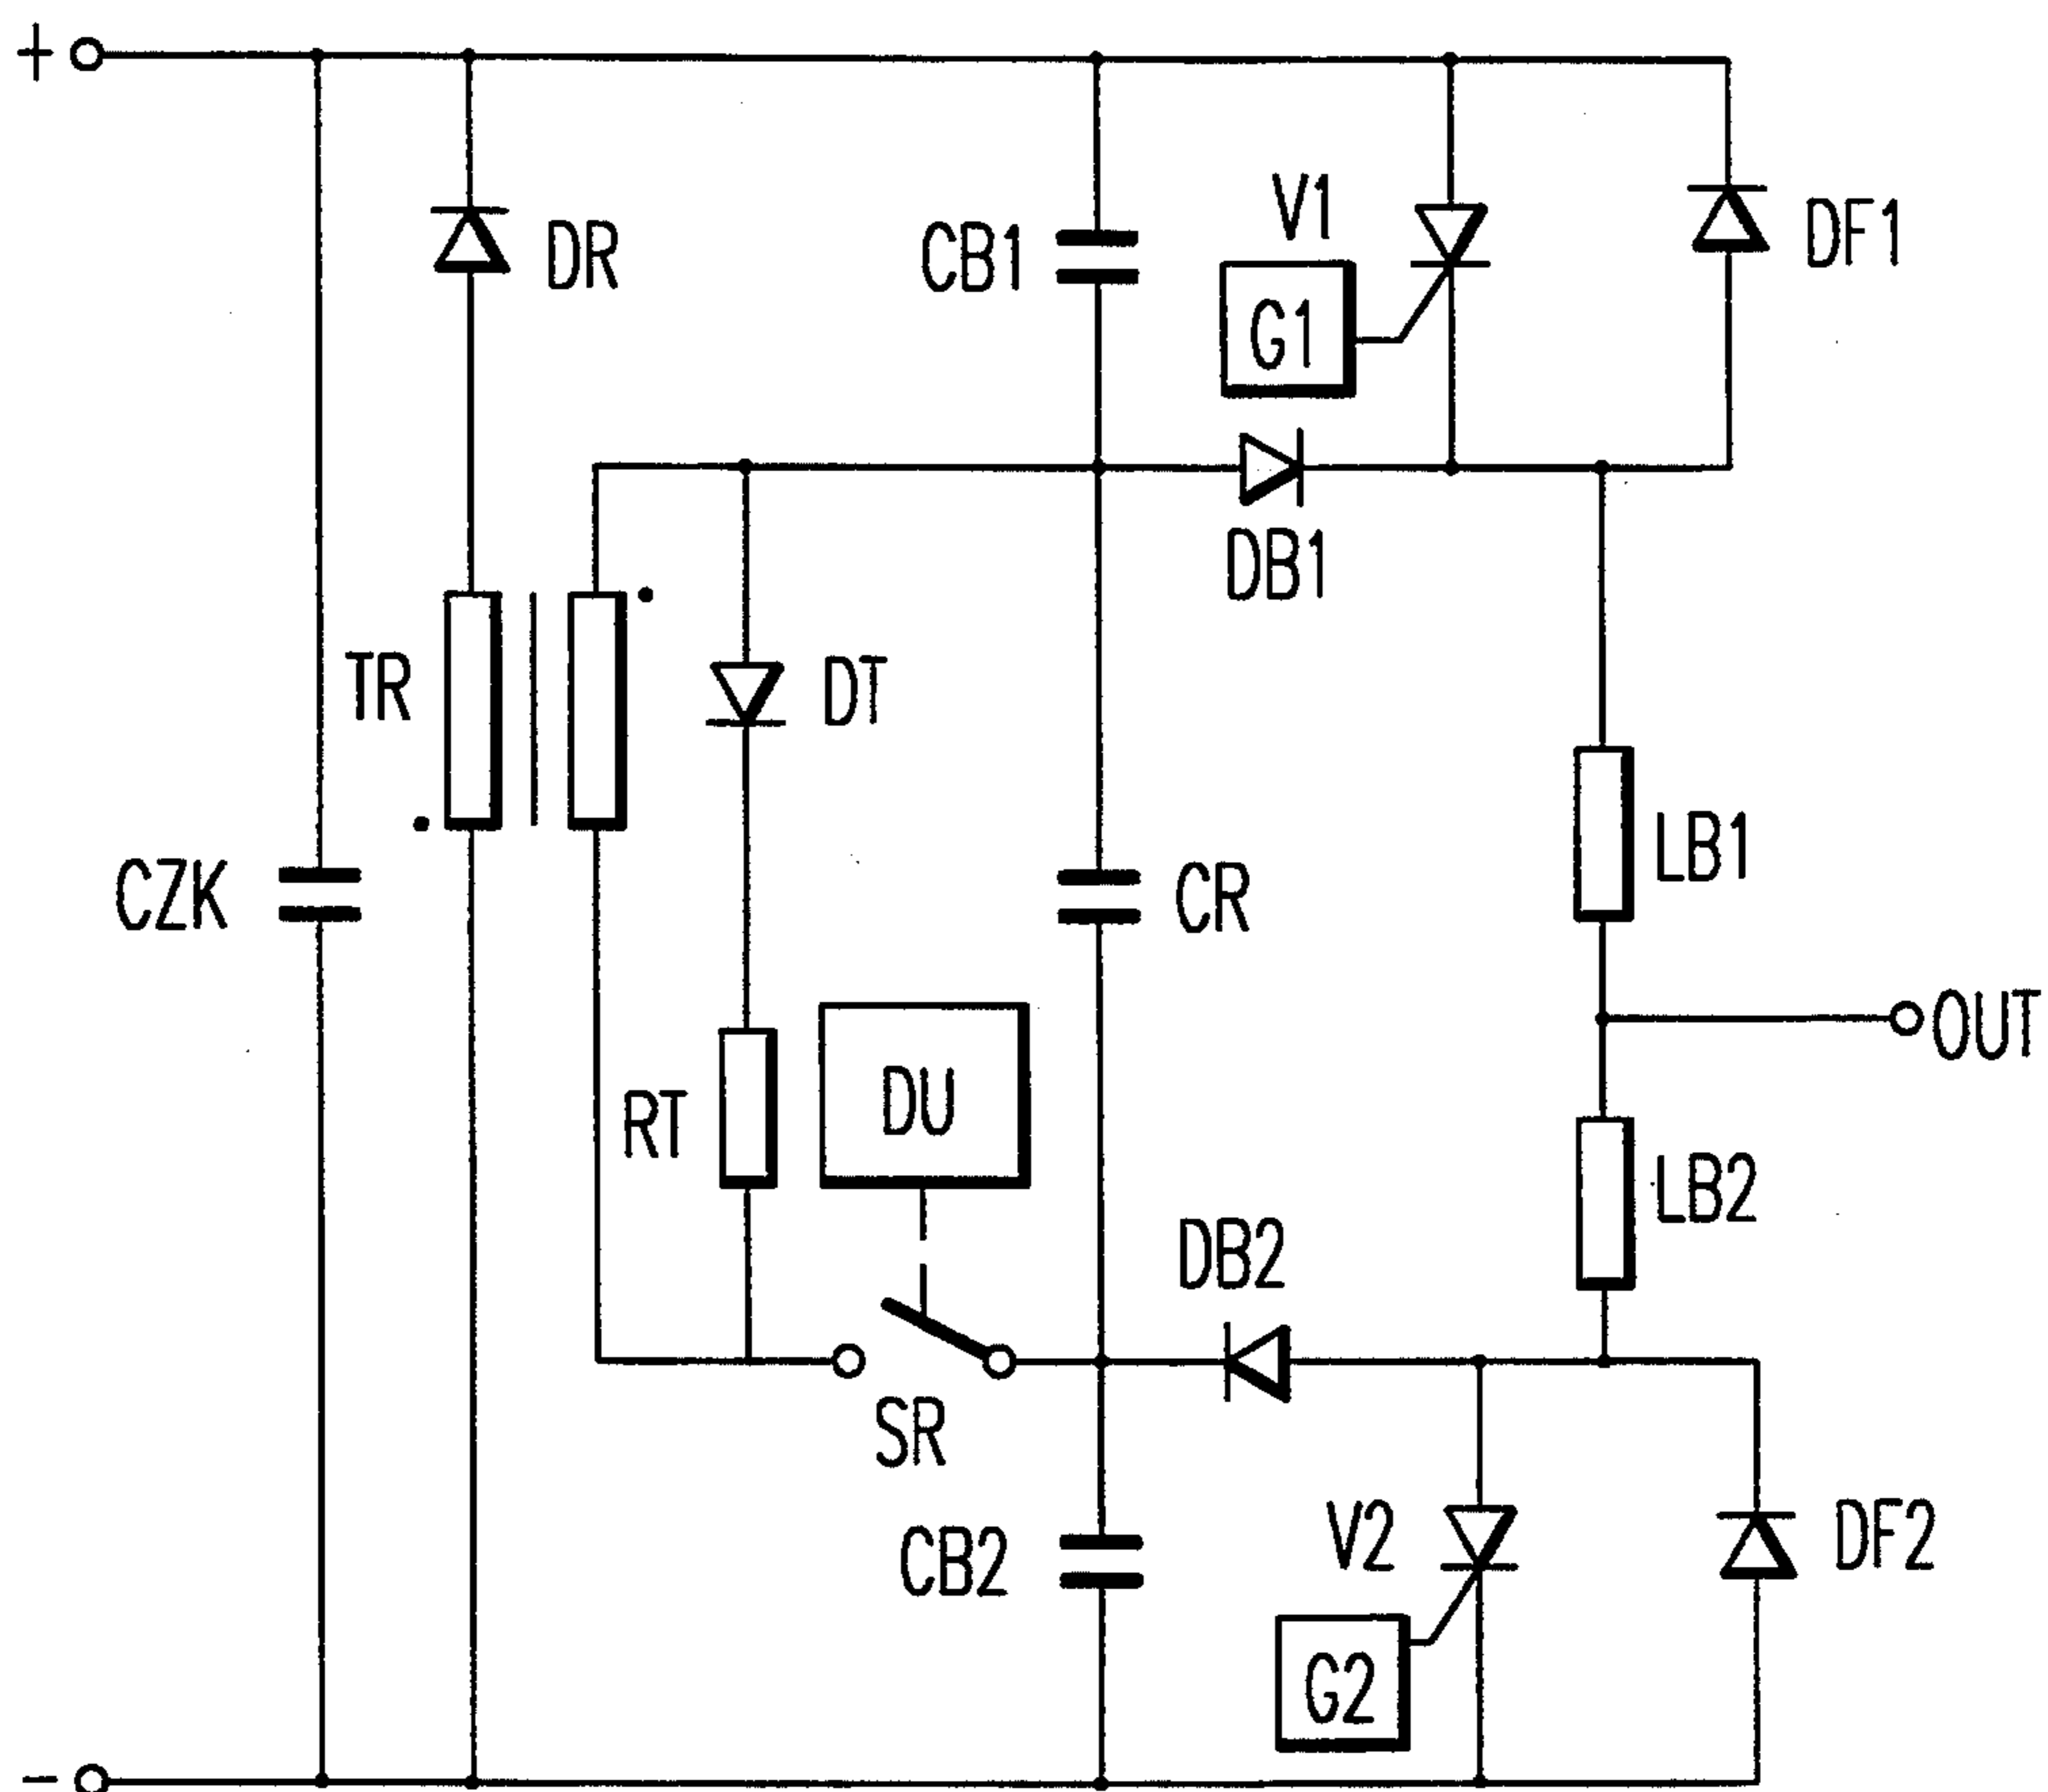 +
V1
DR
CB1
DF1
G1
DB1
TR
DT
LB1
CZK
CR
OUT
DU
RT
LB2
DB2
SR
V2
DF2
CB2
G2
-